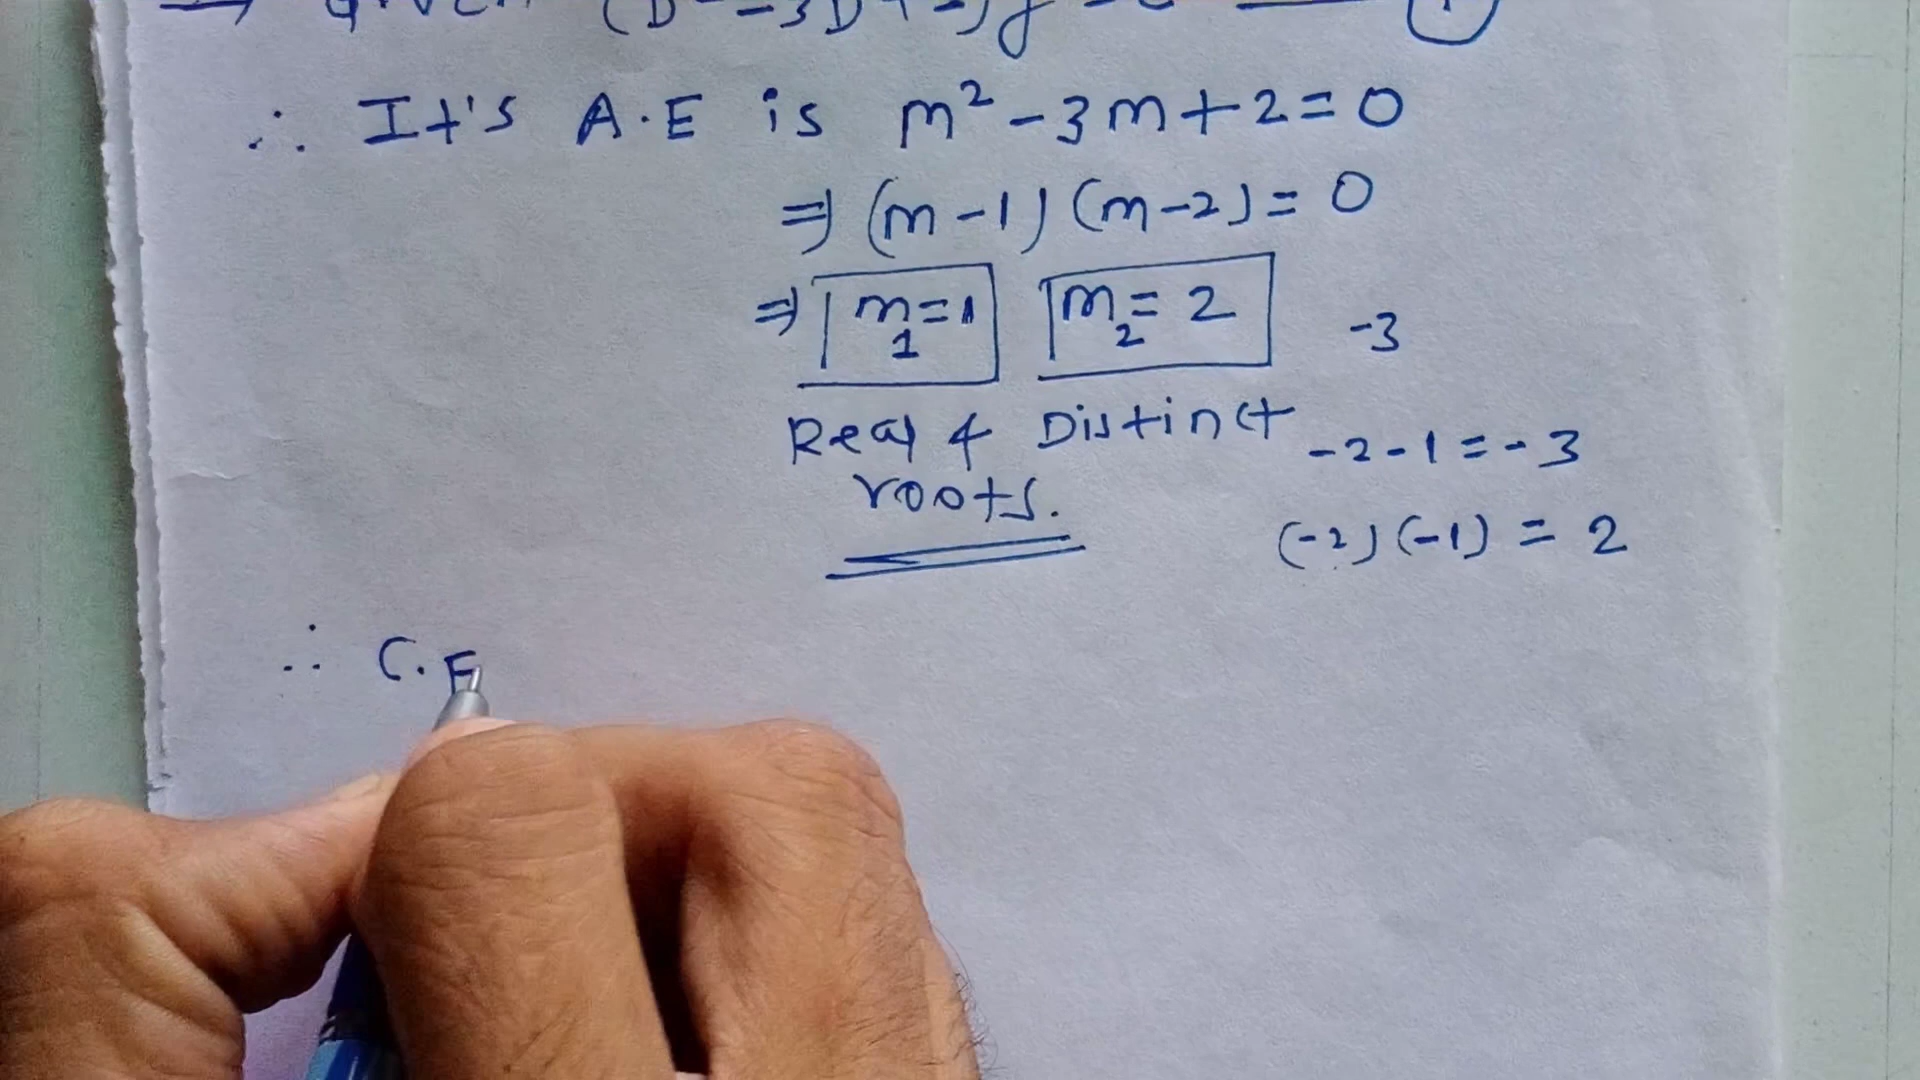 ∴ It's A.E is m² - 3m + 2 = 0
⇒ (m-1) (m-2) = 0
⇒ m₁ = 1 m₂ = 2
-3
Real & Distinct
-2-1 = -3
roots.
(-2) (-1) = 2
∴ C.F